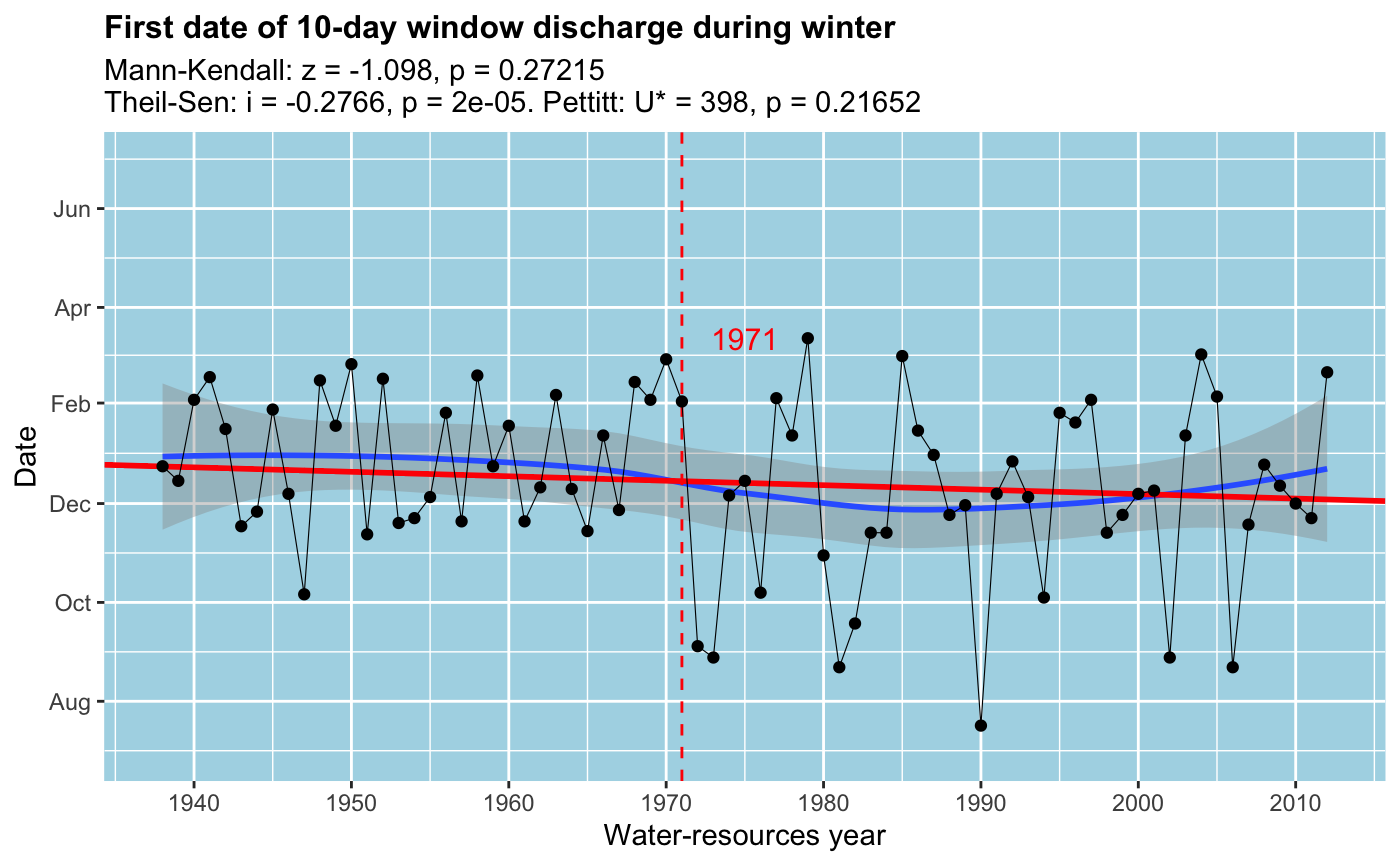 First date of 10-day window discharge during winter
Mann-Kendall: z = -1.098, p = 0.27215
Theil-Sen: i = -0.2766, p = 2e-05. Pettitt: U* = 398, p = 0.21652
Jun
Apr
1971
Feb
Date
Dec
Oct
Aug
1940 1950 1960 1970 1980 1990 2000 2010
Water-resources year